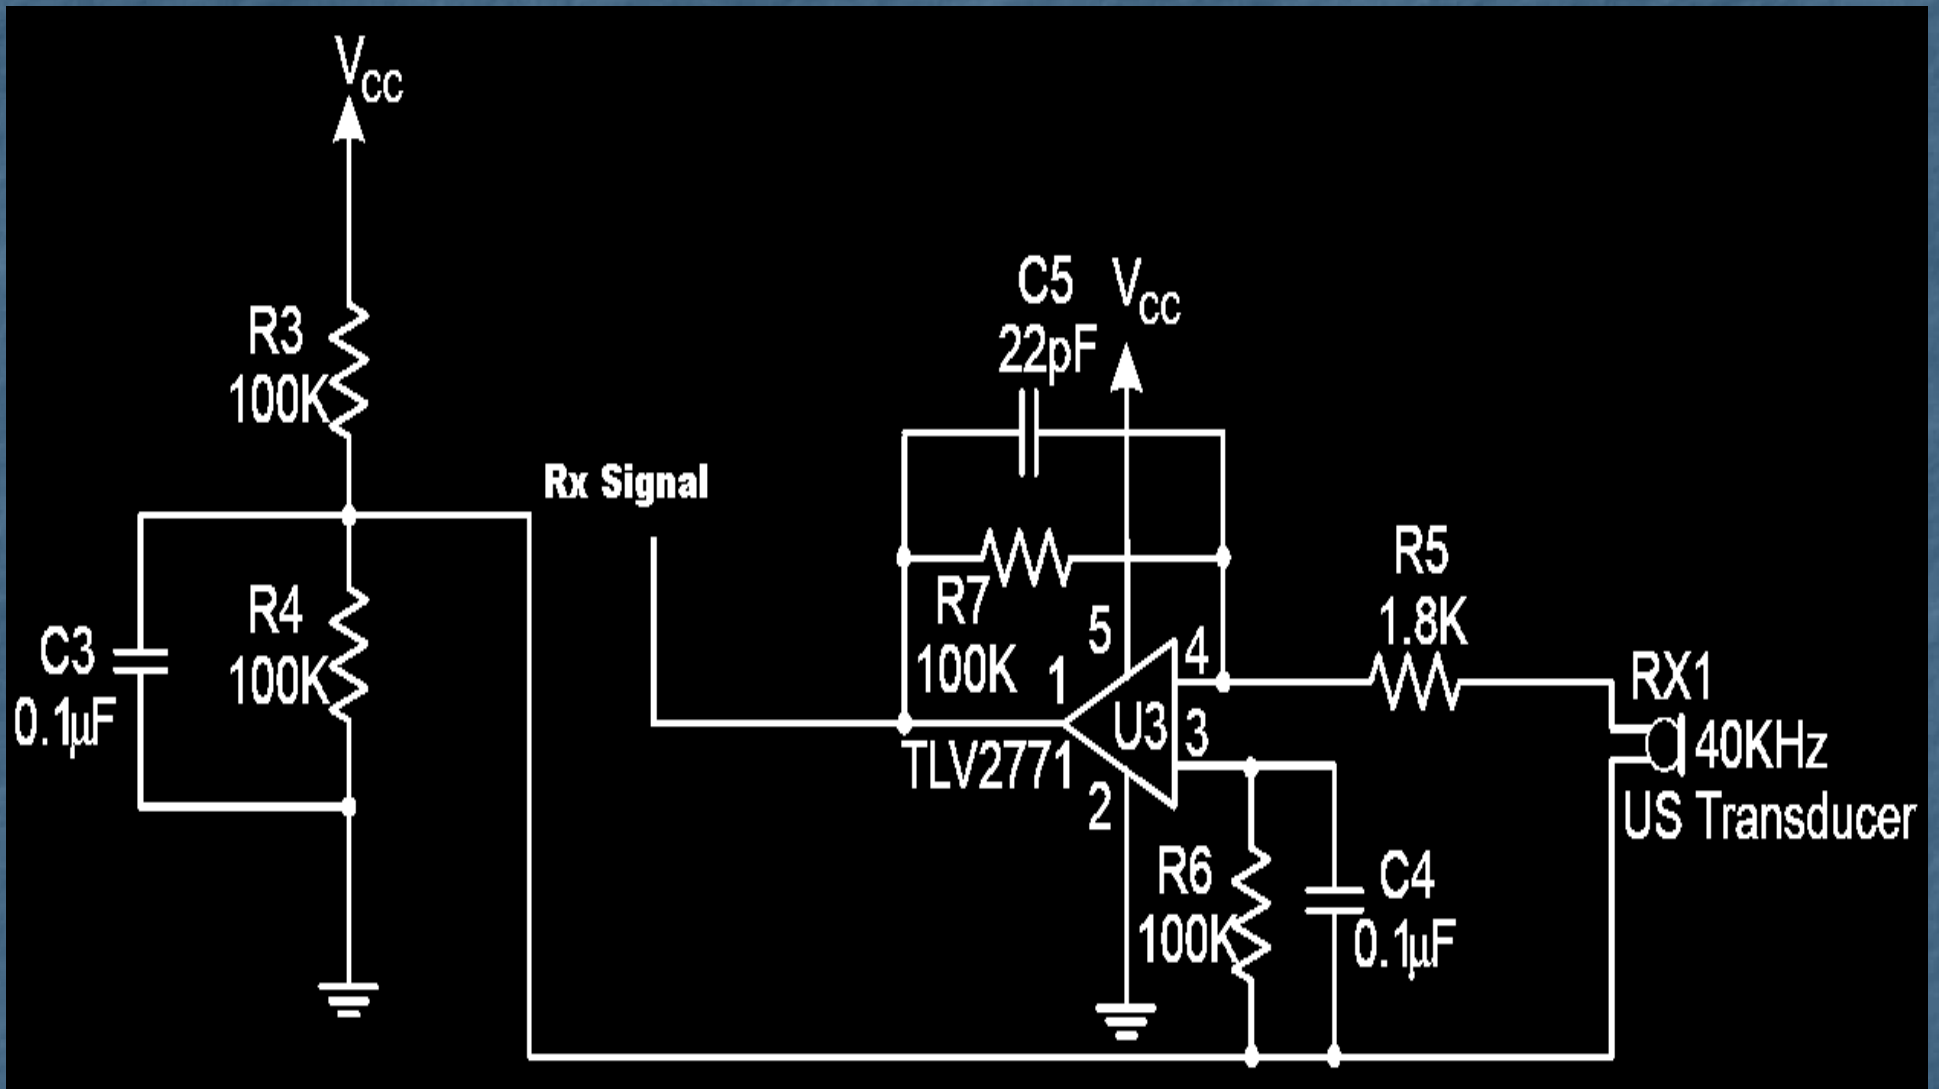 VCC
R3
100K
Rx Signal
C5
22pF
VCC
R4
100K
C3
0.1µF
R7
100K
1
5
4
U3
3
2
TLV2771
R5
1.8K
RX1
40KHz
US Transducer
R6
100K
C4
0.1µF